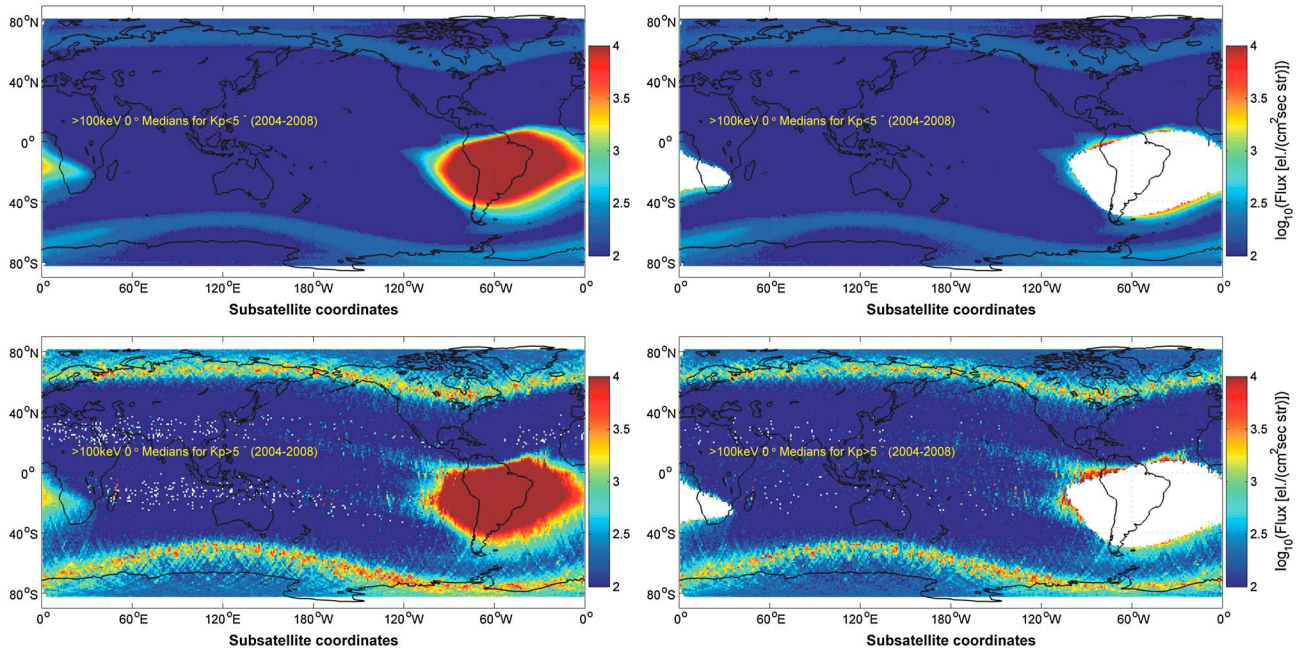 80°N
40°N
0°
40°S
80°S
>100keV 0° Medians for Kp<5⁻ (2004-2008)
0°
60°E
120°E
180°W
120°W
60°W
0°
Subsatellite coordinates
4
3.5
3
2.5
2
80°N
40°N
0°
40°S
80°S
>100keV 0° Medians for Kp<5⁻ (2004-2008)
0°
60°E
120°E
180°W
120°W
60°W
0°
Subsatellite coordinates
4
3.5
3
2.5
2
log₁₀(Flux [el./(cm² sec str)])
80°N
40°N
0°
40°S
80°S
>100keV 0° Medians for Kp>5⁻ (2004-2008)
0°
60°E
120°E
180°W
120°W
60°W
0°
Subsatellite coordinates
4
3.5
3
2.5
2
80°N
40°N
0°
40°S
80°S
>100keV 0° Medians for Kp>5⁻ (2004-2008)
0°
60°E
120°E
180°W
120°W
60°W
0°
Subsatellite coordinates
4
3.5
3
2.5
2
log₁₀(Flux [el./(cm² sec str)])